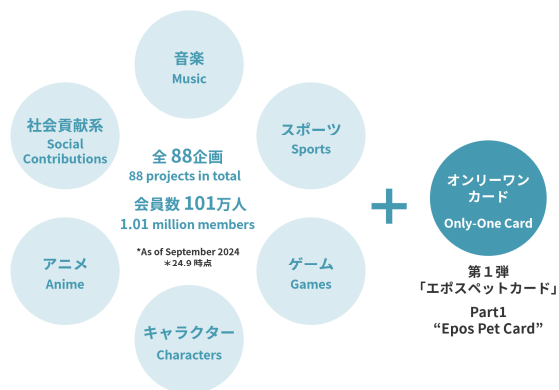 音楽
Music
社会貢献系
Social
Contributions
スポーツ
Sports
全 88企画
88 projects in total
会員数 101万人
1.01 million members
*As of September 2024
＊24.9 時点
アニメ
Anime
ゲーム
Games
キャラクター
Characters
+
オンリーワン
カード
Only-One Card
第１弾
「エポスペットカード」
Part1
“Epos Pet Card”